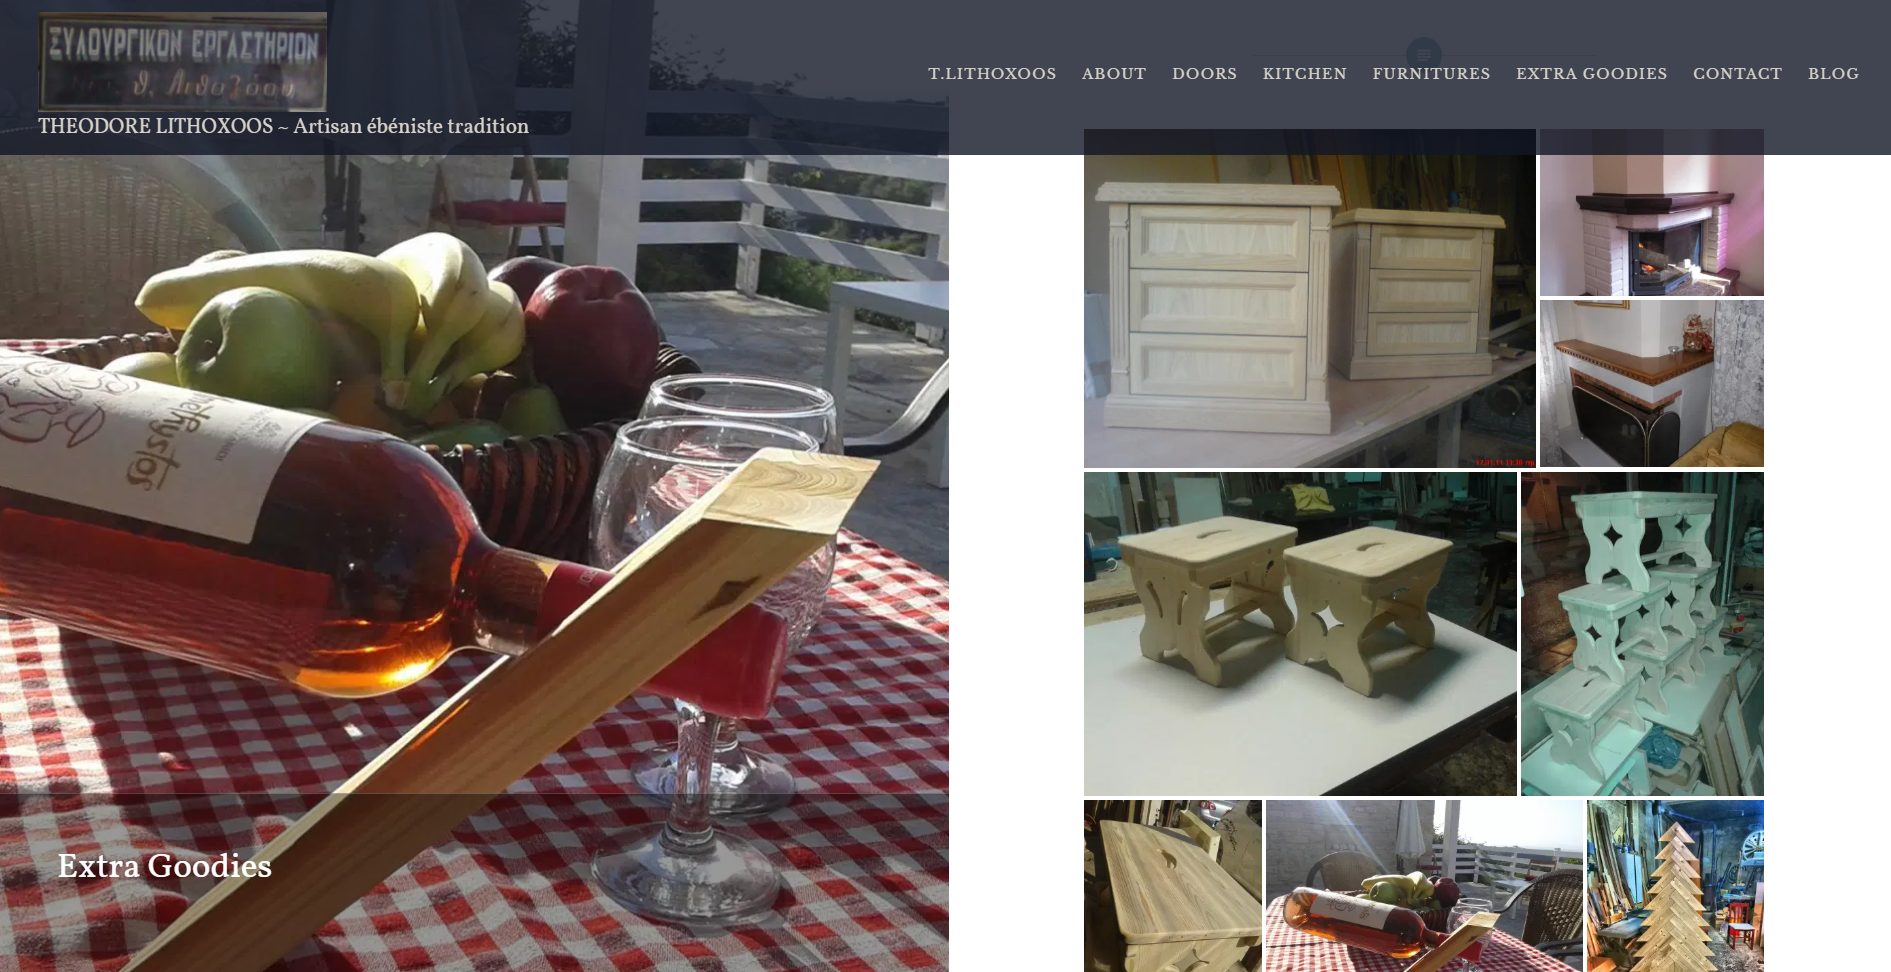 ΞΥΛΟΥΡΓΙΚΟΝ ΕΡΓΑΣΤΗΡΙΟΝ
Θ. Λιθοξόου
THEODORE LITHOXOOS ~ Artisan ébéniste tradition
T.LITHOXOOS ABOUT DOORS KITCHEN FURNITURES EXTRA GOODIES CONTACT BLOG
methystos
Extra Goodies